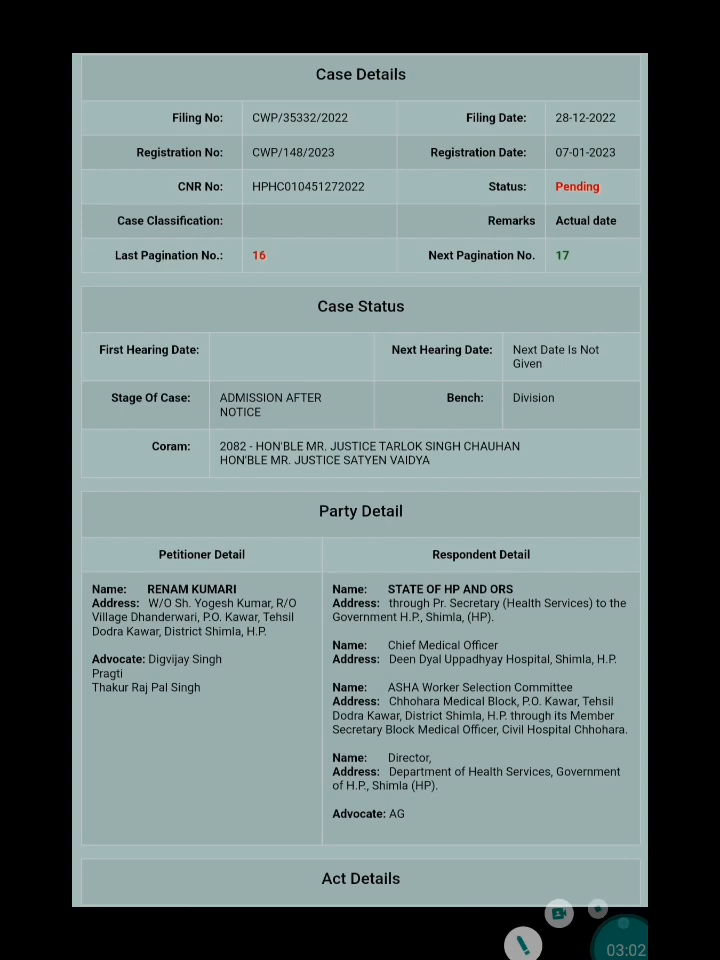 Case Details
Filing No: CWP/35332/2022 Filing Date: 28-12-2022
Registration No: CWP/148/2023 Registration Date: 07-01-2023
CNR No: HPHC010451272022 Status: Pending
Case Classification: Remarks Actual date
Last Pagination No.: 16 Next Pagination No. 17
Case Status
First Hearing Date: Next Hearing Date: Next Date Is Not
Given
Stage Of Case: ADMISSION AFTER Bench: Division
NOTICE
Coram: 2082 - HON'BLE MR. JUSTICE TARLOK SINGH CHAUHAN
HON'BLE MR. JUSTICE SATYEN VAIDYA
Party Detail
Petitioner Detail Respondent Detail
Name: RENAM KUMARI
Address: W/O Sh. Yogesh Kumar, R/O
Village Dhanderwari, P.O. Kawar, Tehsil
Dodra Kawar, District Shimla, H.P.
Advocate: Digvijay Singh
Pragti
Thakur Raj Pal Singh
Name: STATE OF HP AND ORS
Address: through Pr. Secretary (Health Services) to the
Government H.P., Shimla, (HP).
Name: Chief Medical Officer
Address: Deen Dyal Uppadhyay Hospital, Shimla, H.P.
Name: ASHA Worker Selection Committee
Address: Chhohara Medical Block, P.O. Kawar, Tehsil
Dodra Kawar, District Shimla, H.P. through its Member
Secretary Block Medical Officer, Civil Hospital Chhohara.
Name: Director,
Address: Department of Health Services, Government
of H.P., Shimla (HP).
Advocate: AG
Act Details
03:02